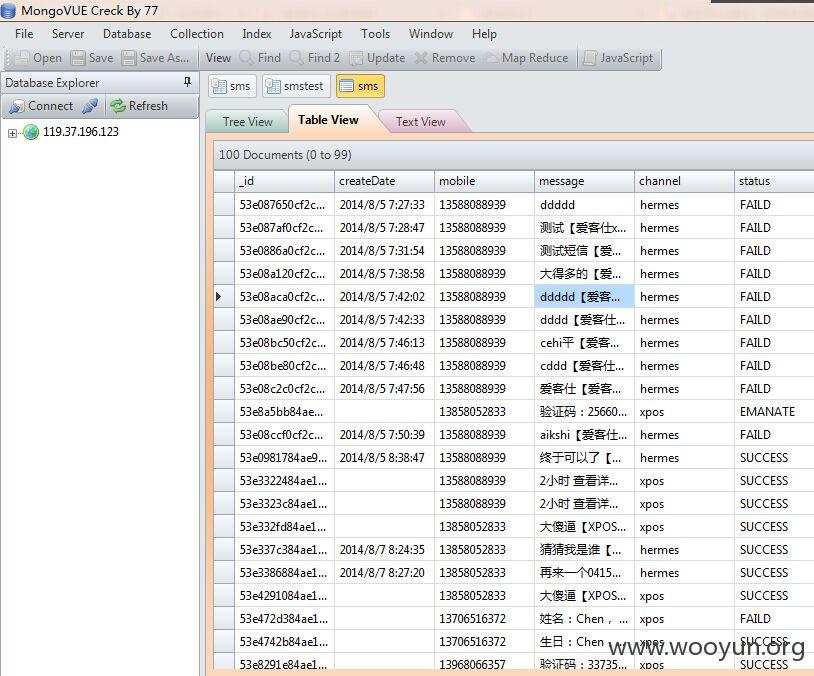 MongoVUE Creck By 77
File Server Database Collection Index JavaScript Tools Window Help
Open Save Save As... View Find Find 2 Update Remove Map Reduce JavaScript
Database Explorer
sms smstest sms
Connect Refresh
Tree View Table View Text View
119.37.196.123
100 Documents (0 to 99)
_id createDate mobile message channel status
53e087650cf2c... 2014/8/5 7:27:33 13588088939 ddddd hermes FAILD
53e087af0cf2c... 2014/8/5 7:28:47 13588088939 测试【爱客仕x... hermes FAILD
53e0886a0cf2c... 2014/8/5 7:31:54 13588088939 测试短信【爱... hermes FAILD
53e08a120cf2c... 2014/8/5 7:38:58 13588088939 大得多的【爱... hermes FAILD
53e08aca0cf2c... 2014/8/5 7:42:02 13588088939 ddddd【爱客... hermes FAILD
53e08ae90cf2c... 2014/8/5 7:42:33 13588088939 dddd【爱客仕... hermes FAILD
53e08bc50cf2c... 2014/8/5 7:46:13 13588088939 cehi平【爱客... hermes FAILD
53e08be80cf2c... 2014/8/5 7:46:48 13588088939 cddd【爱客仕... hermes FAILD
53e08c2c0cf2c... 2014/8/5 7:47:56 13588088939 爱客仕【爱客... hermes FAILD
53e8a5bb84ae... 13858052833 验证码：25660... xpos EMANATE
53e08ccf0cf2c... 2014/8/5 7:50:39 13588088939 aikshi【爱客仕... hermes FAILD
53e0981784ae9... 2014/8/5 8:38:47 13588088939 终于可以了【... hermes SUCCESS
53e3322484ae1... 13588088939 2小时 查看详... xpos SUCCESS
53e3323c84ae1... 13588088939 2小时 查看详... xpos SUCCESS
53e332fd84ae1... 13858052833 大傻逼【XPOS... xpos SUCCESS
53e337c384ae1... 2014/8/7 8:24:35 13858052833 猜猜我是谁【... hermes SUCCESS
53e3386884ae1... 2014/8/7 8:27:20 13858052833 再来一个0415... hermes SUCCESS
53e4291084ae1... 13858052833 大傻逼【XPOS... xpos SUCCESS
53e472d384ae1... 13706516372 姓名：Chen， ... xpos FAILD
53e4742b84ae1... 13706516372 生日：Chen xpos SUCCESS
53e8291e84ae1... 13968066357 验证码：33735... xpos SUCCESS
www.wooyun.org